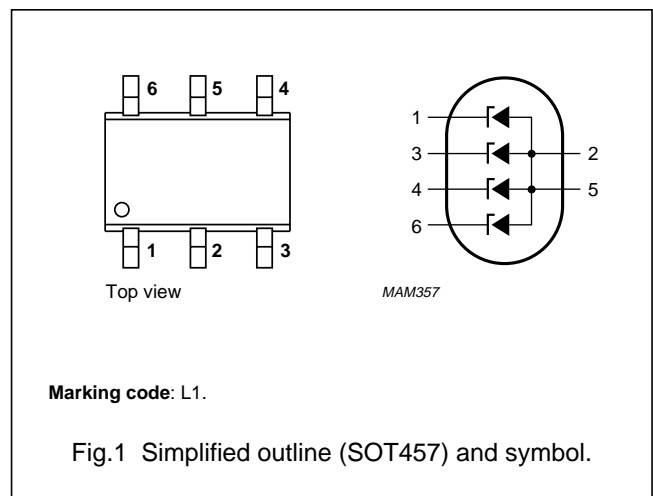 6 5 4
1 2 3
Top view
1
3 2
4 5
6
MAM357
Marking code: L1.
Fig.1 Simplified outline (SOT457) and symbol.